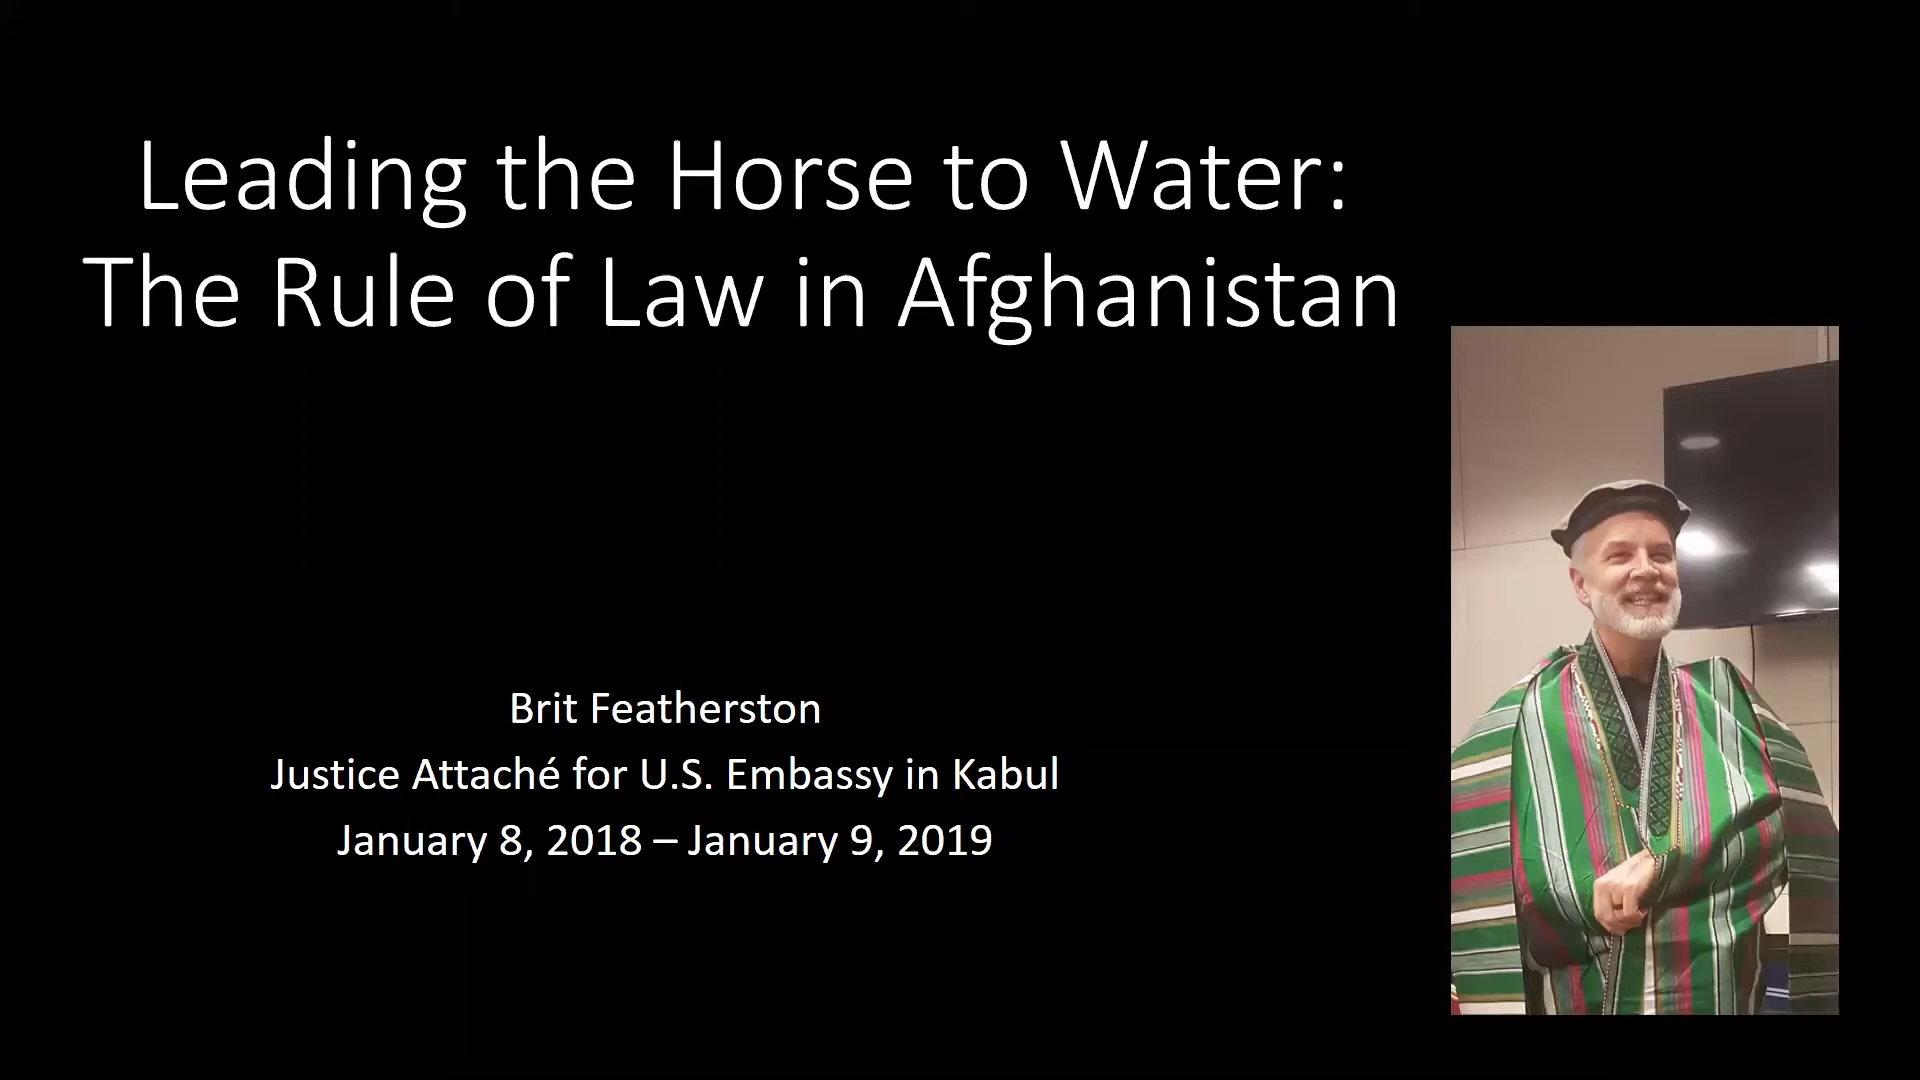 Leading the Horse to Water:
The Rule of Law in Afghanistan
Brit Featherston
Justice Attaché for U.S. Embassy in Kabul
January 8, 2018 – January 9, 2019